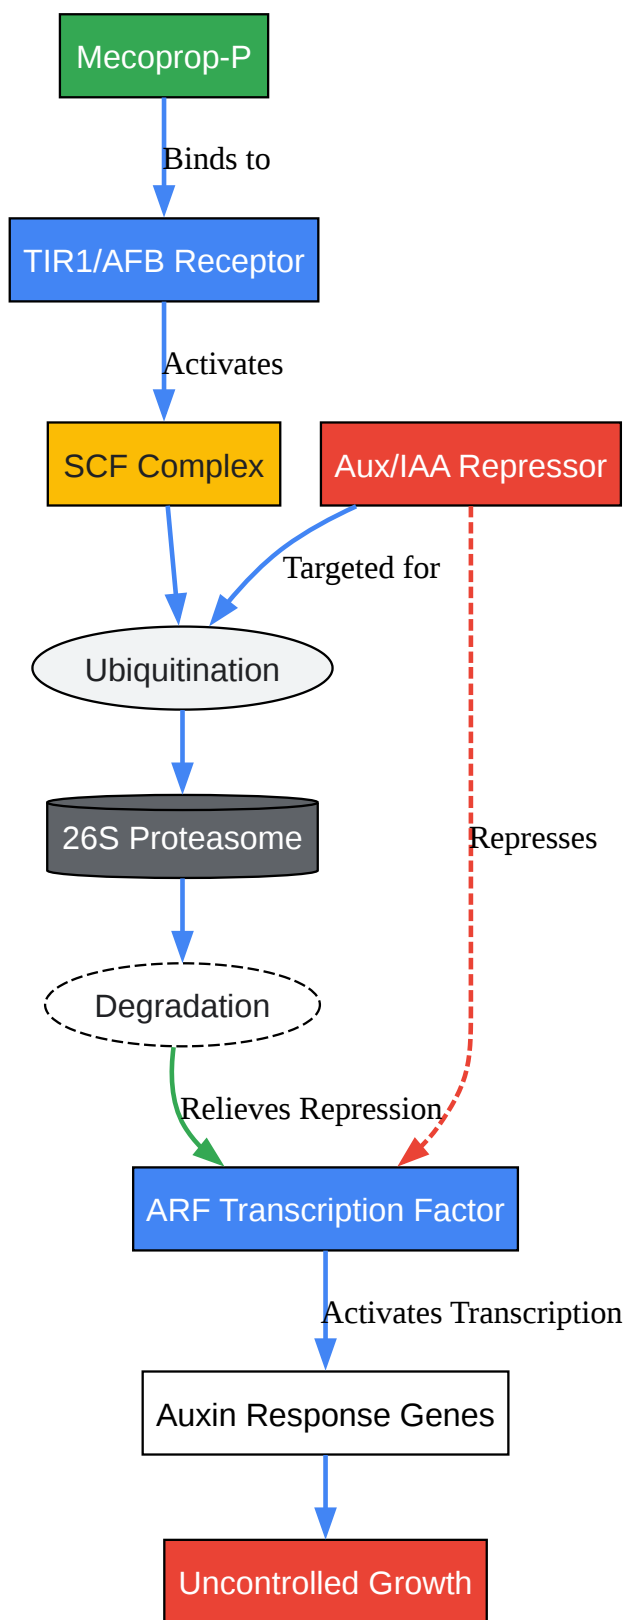 Mecoprop-P
Binds to
TIR1/AFB Receptor
Activates
SCF Complex
Aux/IAA Repressor
Targeted for
Ubiquitination
26S Proteasome
Represses
Degradation
Relieves Repression
ARF Transcription Factor
Activates Transcription
Auxin Response Genes
Uncontrolled Growth